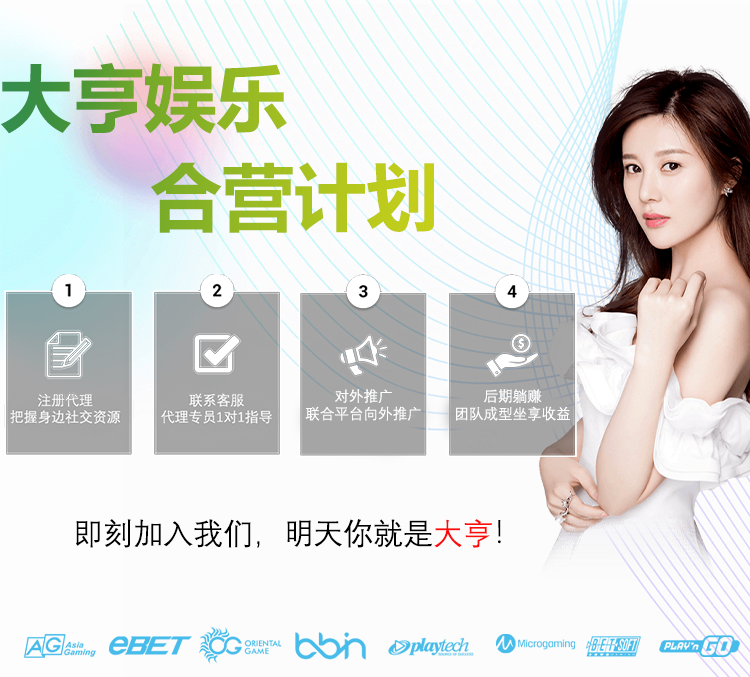 大亨娱乐
合营计划
1
注册代理
把握身边社交资源
2
联系客服
代理专员1对1指导
3
对外推广
联合平台向外推广
4
后期躺赚
团队成型坐享收益
即刻加入我们，明天你就是大亨！
AG Asia
Gaming
eBET
OG ORIENTAL
GAME
bbin
playtech
SOURCE OF SUCCESS
Microgaming
BETSOFT
PLAY'n GO